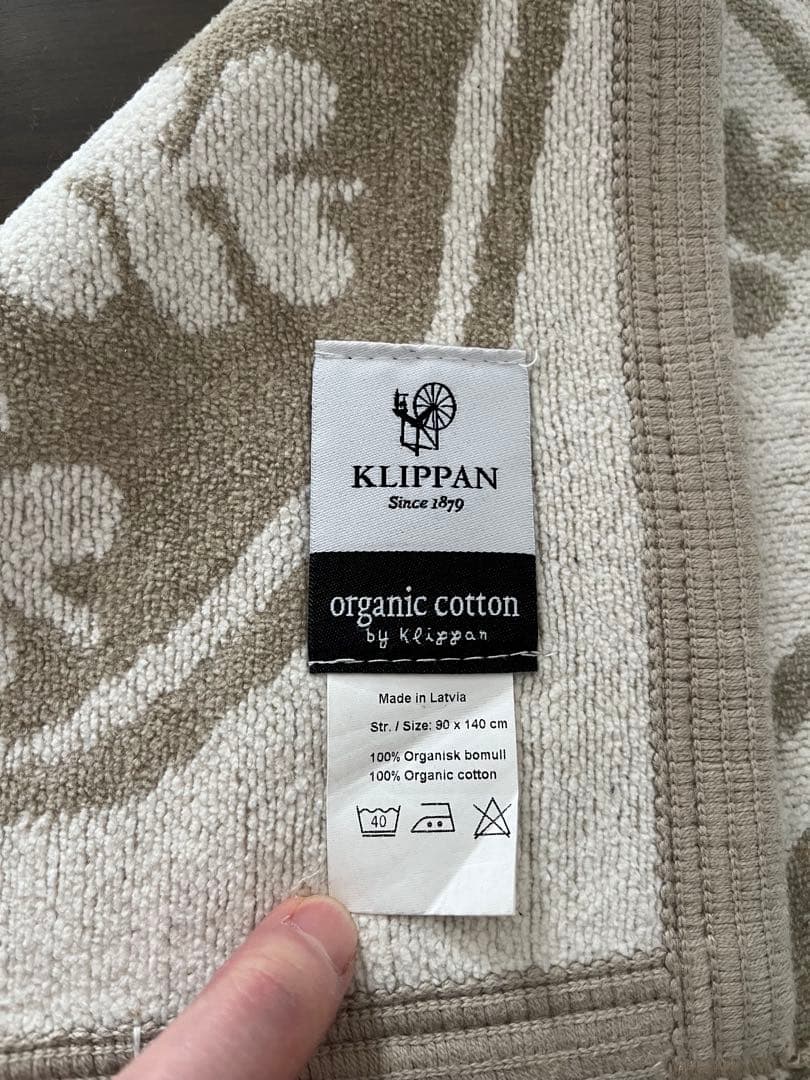 KLIPPAN
Since 1879
organic cotton
by Klippan
Made in Latvia
Str. / Size: 90 x 140 cm
100% Organisk bomull
100% Organic cotton
40